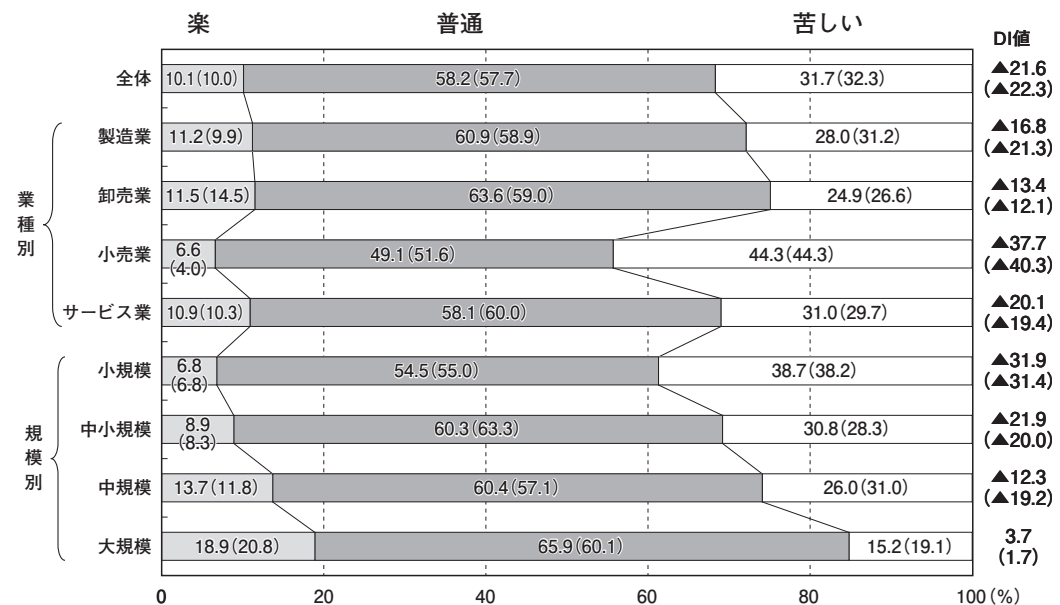 楽 普通 苦しい DI値
全体 10.1(10.0) 58.2(57.7) 31.7(32.3) ▲21.6
(▲22.3)
業種別
製造業 11.2(9.9) 60.9(58.9) 28.0(31.2) ▲16.8
(▲21.3)
卸売業 11.5(14.5) 63.6(59.0) 24.9(26.6) ▲13.4
(▲12.1)
小売業 6.6 49.1(51.6) 44.3(44.3) ▲37.7
(4.0) (▲40.3)
サービス業 10.9(10.3) 58.1(60.0) 31.0(29.7) ▲20.1
(▲19.4)
規模別
小規模 6.8 54.5(55.0) 38.7(38.2) ▲31.9
(6.8) (▲31.4)
中小規模 8.9 60.3(63.3) 30.8(28.3) ▲21.9
(8.3) (▲20.0)
中規模 13.7(11.8) 60.4(57.1) 26.0(31.0) ▲12.3
(▲19.2)
大規模 18.9(20.8) 65.9(60.1) 15.2(19.1) 3.7
(1.7)
0 20 40 60 80 100(%)